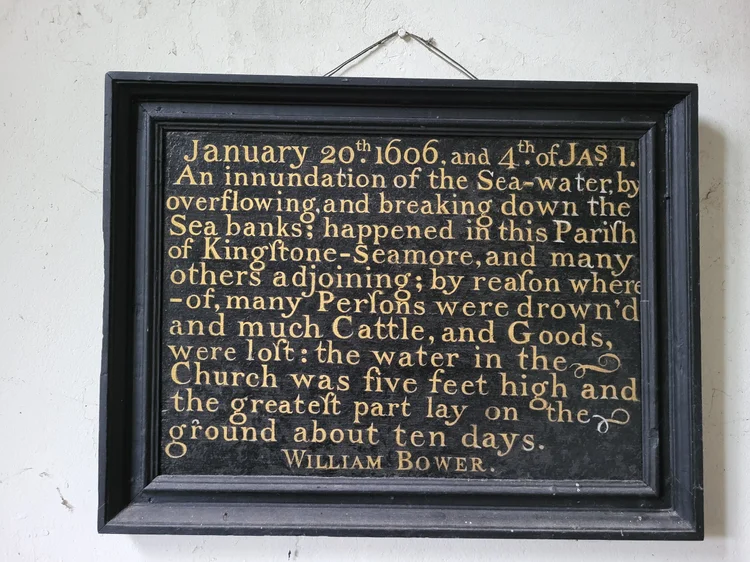 January 20th. 1606. and 4th. of JAS 1.
An innundation of the Sea-water, by
overflowing, and breaking down the
Sea banks; happened in this Pariſh
of Kingſtone-Seamore, and many
others adjoining; by reaſon where
-of, many Perſons were drown'd
and much Cattle, and Goods,
were loſt: the water in the
Church was five feet high and
the greateſt part lay on the
ground about ten days.
WILLIAM BOWER.